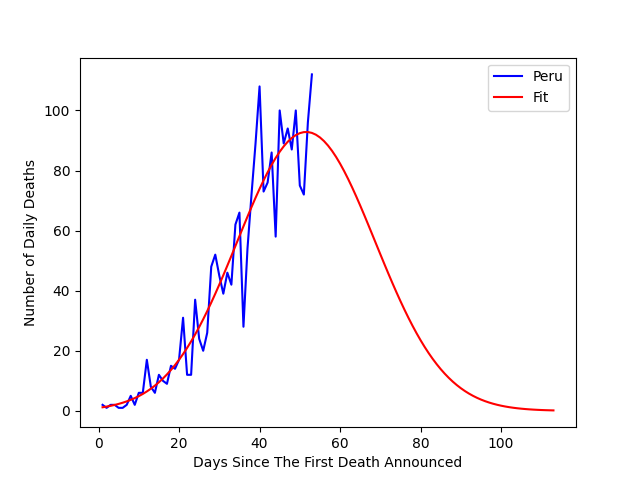 Peru
Fit
100
80
60
40
20
0
Number of Daily Deaths
0 20 40 60 80 100
Days Since The First Death Announced